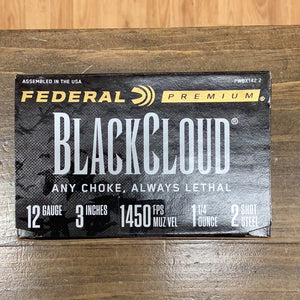 ASSEMBLED IN THE USA
PWBX142 2
FEDERAL PREMIUM®
BLACKCLOUD®
ANY CHOKE, ALWAYS LETHAL
12 GAUGE 3 INCHES 1450 FPS MUZ VEL 1 1/4 OUNCE 2 SHOT STEEL